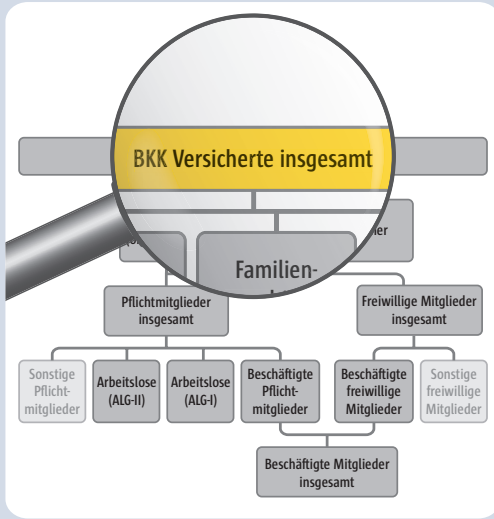 BKK Versicherte insgesamt
Familien-
Pflichtmitglieder
insgesamt
Freiwillige Mitglieder
insgesamt
Sonstige
Pflicht-
mitglieder
Arbeitslose
(ALG-II)
Arbeitslose
(ALG-I)
Beschäftigte
Pflicht-
mitglieder
Beschäftigte
freiwillige
Mitglieder
Sonstige
freiwillige
Mitglieder
Beschäftigte Mitglieder
insgesamt